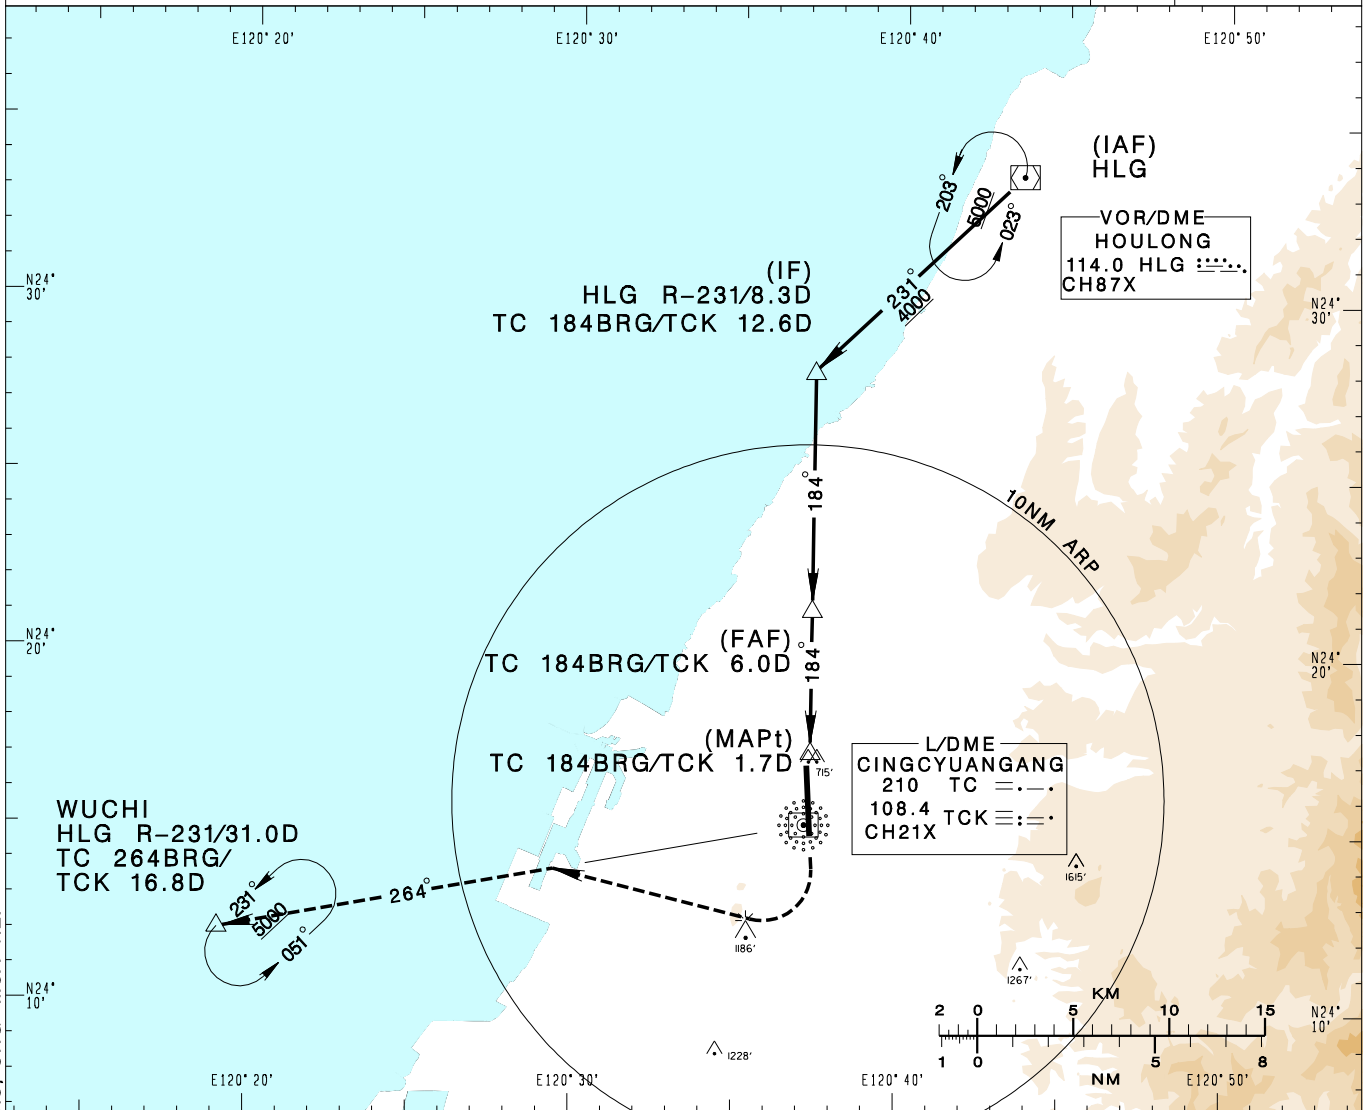 E120° 20'
E120° 30'
E120° 40'
E120° 50'
(IAF)
HLG
203°
5000
023°
VOR/DME
HOULONG
114.0 HLG
CH87X
(IF)
HLG R-231/8.3D
TC 184BRG/TCK 12.6D
231°
4000
N24°
30'
N24°
30'
184°
10NM ARP
(FAF)
TC 184BRG/TCK 6.0D
184°
N24°
20'
N24°
20'
(MAPt)
TC 184BRG/TCK 1.7D
715'
L/DME
CINGCYUANGANG
210 TC
108.4 TCK
CH21X
WUCHI
HLG R-231/31.0D
TC 264BRG/
TCK 16.8D
231°
5000
051°
264°
1615'
1186'
1267'
1228'
N24°
10'
N24°
10'
KM
2 0 5 10 15
1 0 5 8
NM
E120° 20'
E120° 30'
E120° 40'
E120° 50'